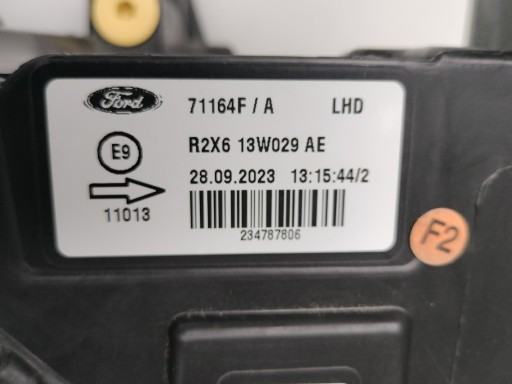 Ford
71164F / A LHD
E9
R2X6 13W029 AE
28.09.2023 13:15:44/2
11013
234787806
F2